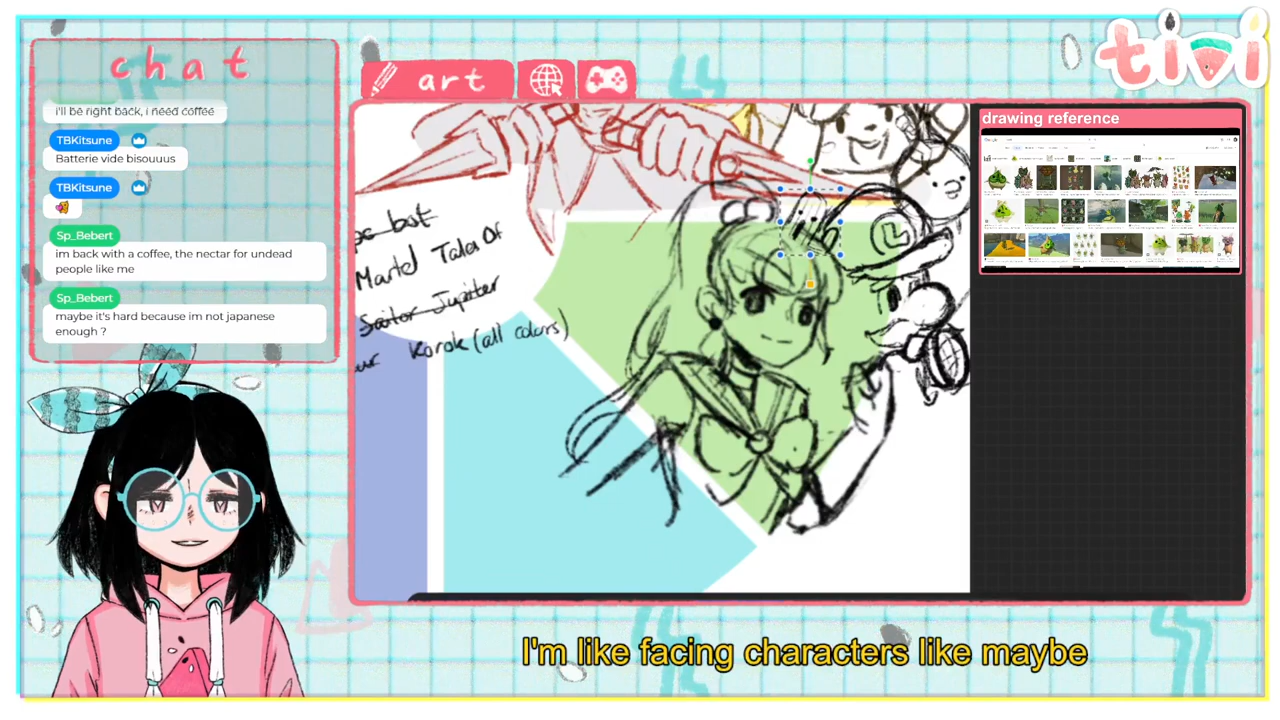 chat
i'll be right back, i need coffee
TBKitsune
Batterie vide bisouuus
TBKitsune
Sp_Bebert
im back with a coffee, the nectar for undead
people like me
Sp_Bebert
maybe it's hard because im not japanese
enough ?
art
tivi
drawing reference
bot
Martel Tales Of
Sailor Jupiter
Korok (all colors)
I'm like facing characters like maybe